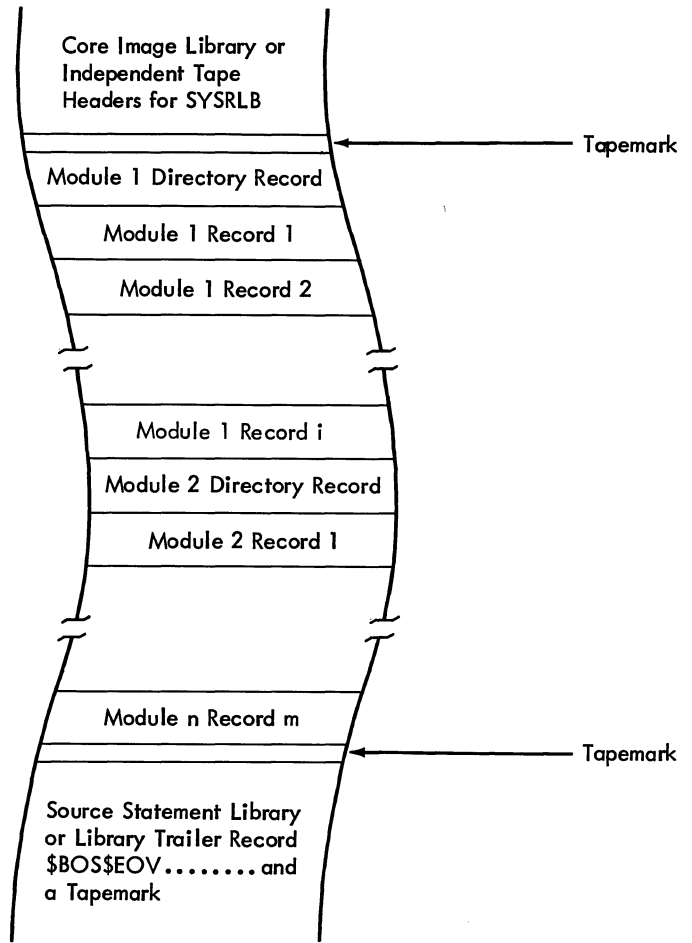 Core Image Library or
Independent Tape
Headers for SYSRLB
Tapemark
Module 1 Directory Record
Module 1 Record 1
Module 1 Record 2
Module 1 Record i
Module 2 Directory Record
Module 2 Record 1
Module n Record m
Tapemark
Source Statement Library
or Library Trailer Record
$BOS$EOV........and
a Tapemark